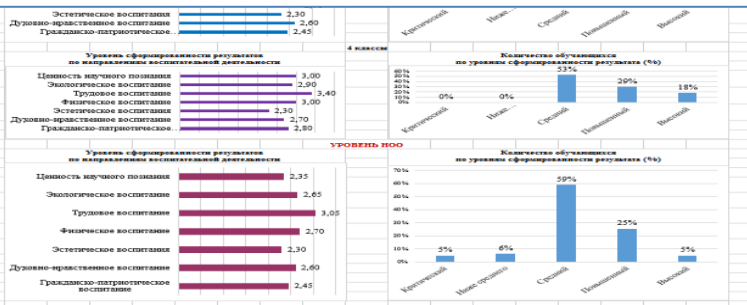 Эстетическое воспитания 2,30
Духовно-нравственное воспитание 2,60
Гражданско-патриотическое... 2,45
Критический Ниже... Средний Повышенный Высокий
4 классы
Уровень сформированности результатов
по направлениям воспитательной деятельности
Ценность научного познания 3,00
Экологическое воспитание 2,90
Трудовое воспитание 3,40
Физическое воспитание 3,00
Эстетическое воспитания 2,30
Духовно-нравственное воспитание 2,70
Гражданско-патриотическое... 2,80
Количество обучающихся
по уровням сформированности результата (%)
60%
50%
40%
30%
20%
10%
0%
0% 0% 53% 29% 18%
Критический Ниже... Средний Повышенный Высокий
УРОВЕНЬ НОО
Уровень сформированности результатов
по направлениям воспитательной деятельности
Ценность научного познания 2,35
Экологическое воспитание 2,65
Трудовое воспитание 3,05
Физическое воспитание 2,70
Эстетическое воспитания 2,30
Духовно-нравственное воспитание 2,60
Гражданско-патриотическое
воспитание 2,45
Количество обучающихся
по уровням сформированности результата (%)
70%
60%
50%
40%
30%
20%
10%
0%
5% 6% 59% 25% 5%
Критический Ниже среднего Средний Повышенный Высокий